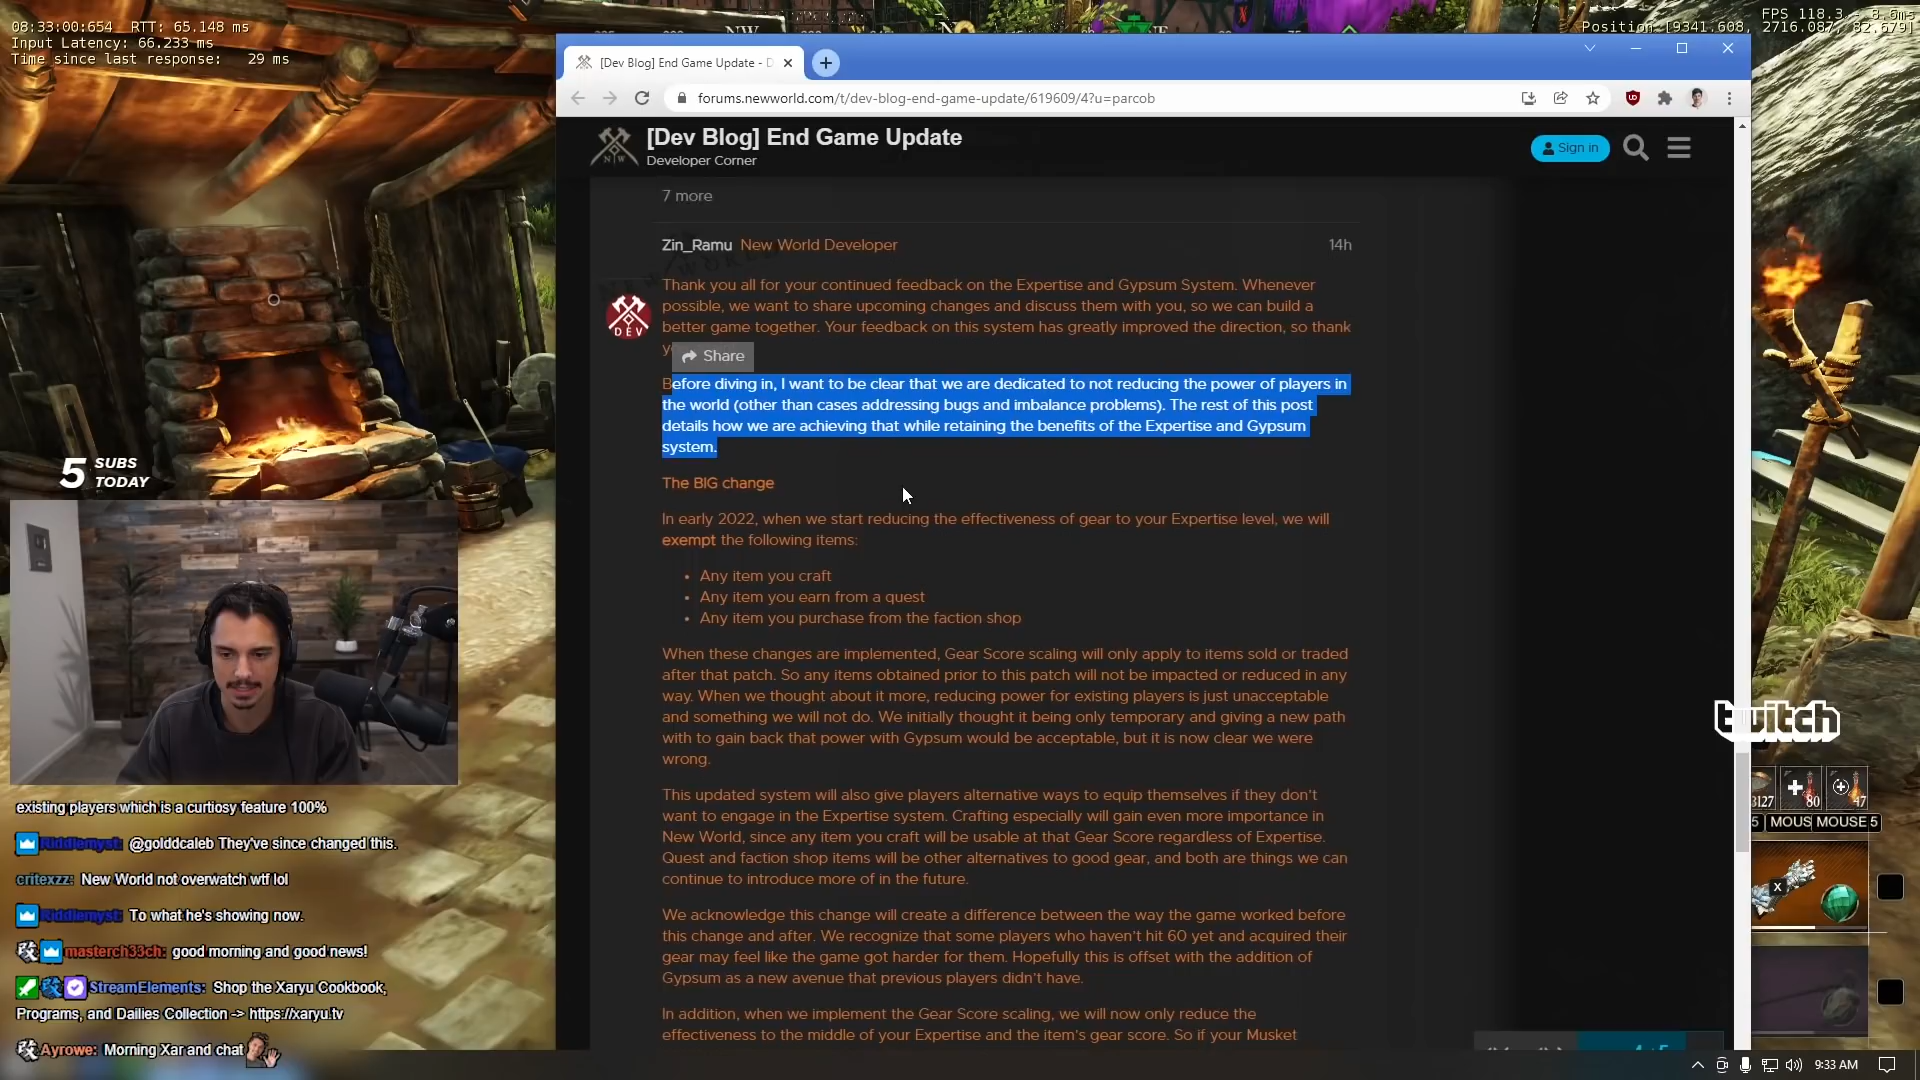 08:33:00:654 RTT: 65.148 ms
Input Latency: 66.233 ms
Time since last response: 29 ms
FPS 118.3 - 8.6ms
Position [9341.608, 2716.087, 82.679]
NW
[Dev Blog] End Game Update - D
forums.newworld.com/t/dev-blog-end-game-update/619609/4?u=parcob
[Dev Blog] End Game Update
Developer Corner
Sign in
7 more
Zin_Ramu New World Developer 14h
Thank you all for your continued feedback on the Expertise and Gypsum System. Whenever
possible, we want to share upcoming changes and discuss them with you, so we can build a
better game together. Your feedback on this system has greatly improved the direction, so thank
Share
DEV
Before diving in, I want to be clear that we are dedicated to not reducing the power of players in
the world (other than cases addressing bugs and imbalance problems). The rest of this post
details how we are achieving that while retaining the benefits of the Expertise and Gypsum
system.
The BIG change
In early 2022, when we start reducing the effectiveness of gear to your Expertise level, we will
exempt the following items:
• Any item you craft
• Any item you earn from a quest
• Any item you purchase from the faction shop
When these changes are implemented, Gear Score scaling will only apply to items sold or traded
after that patch. So any items obtained prior to this patch will not be impacted or reduced in any
way. When we thought about it more, reducing power for existing players is just unacceptable
and something we will not do. We initially thought it being only temporary and giving a new path
with to gain back that power with Gypsum would be acceptable, but it is now clear we were
wrong.
This updated system will also give players alternative ways to equip themselves if they don't
want to engage in the Expertise system. Crafting especially will gain even more importance in
New World, since any item you craft will be usable at that Gear Score regardless of Expertise.
Quest and faction shop items will be other alternatives to good gear, and both are things we can
continue to introduce more of in the future.
We acknowledge this change will create a difference between the way the game worked before
this change and after. We recognize that some players who haven't hit 60 yet and acquired their
gear may feel like the game got harder for them. Hopefully this is offset with the addition of
Gypsum as a new avenue that previous players didn't have.
In addition, when we implement the Gear Score scaling, we will now only reduce the
effectiveness to the middle of your Expertise and the item's gear score. So if your Musket
5 SUBS
TODAY
existing players which is a curtiosy feature 100%
Riddlemyst: @golddcaleb They've since changed this.
critexzz: New World not overwatch wtf lol
Riddlemyst: To what he's showing now.
masterch33ch: good morning and good news!
StreamElements: Shop the Xaryu Cookbook,
Programs, and Dailies Collection -> https://xaryu.tv
Ayrowe: Morning Xar and chat
twitch
3127 80 47
5 MOUS MOUSE 5
X
9:33 AM